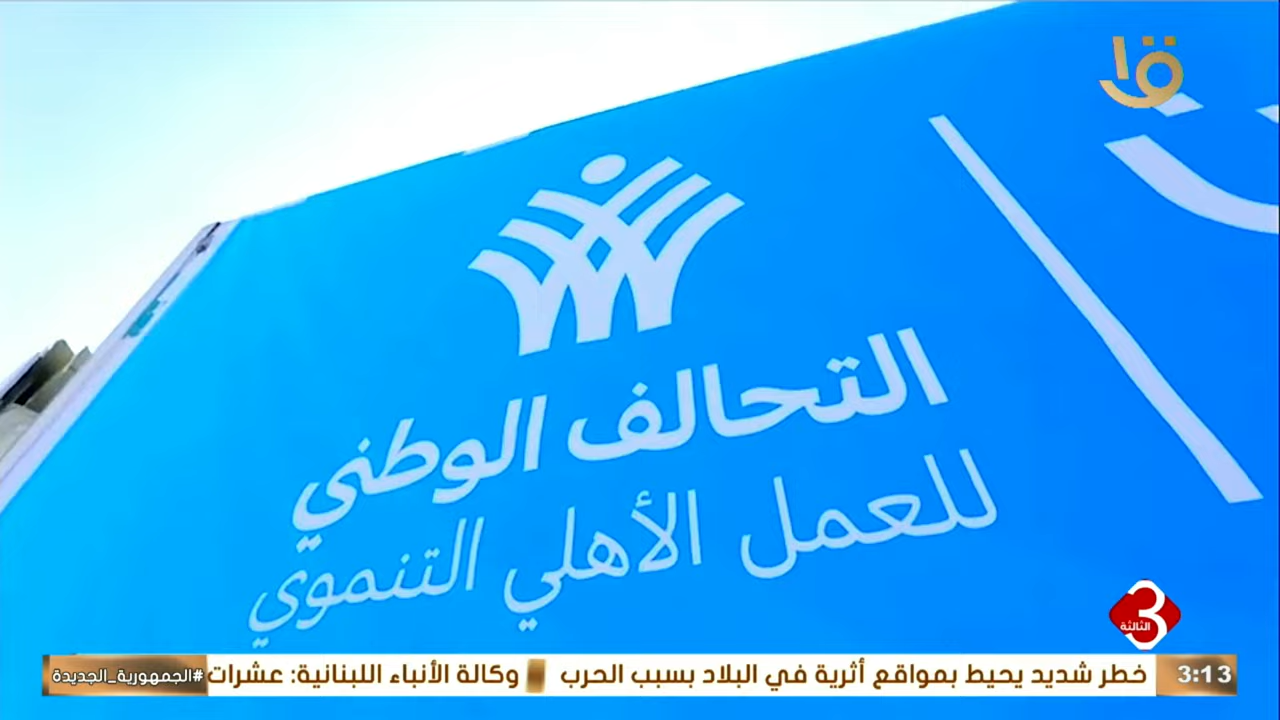 التحالف الوطني
للعمل الأهلي التنموي
3
الثالثة
3:13
خطر شديد يحيط بمواقع أثرية في البلاد بسبب الحرب
وكالة الأنباء اللبنانية: عشرات
#الجمهورية_الجديدة